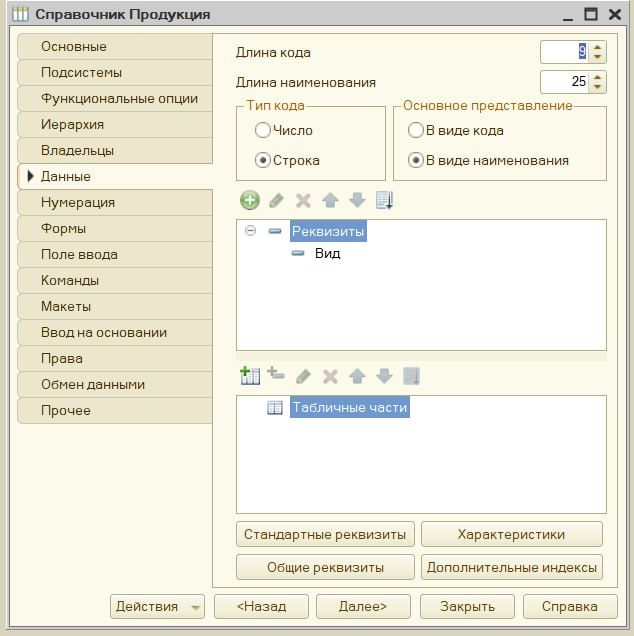 Справочник Продукция
Основные
Подсистемы
Функциональные опции
Иерархия
Владельцы
Данные
Нумерация
Формы
Поле ввода
Команды
Макеты
Ввод на основании
Права
Обмен данными
Прочее
Длина кода 9
Длина наименования 25
Тип кода
Число
Строка
Основное представление
В виде кода
В виде наименования
Реквизиты
Вид
Табличные части
Стандартные реквизиты Характеристики
Общие реквизиты Дополнительные индексы
Действия <Назад Далее> Закрыть Справка